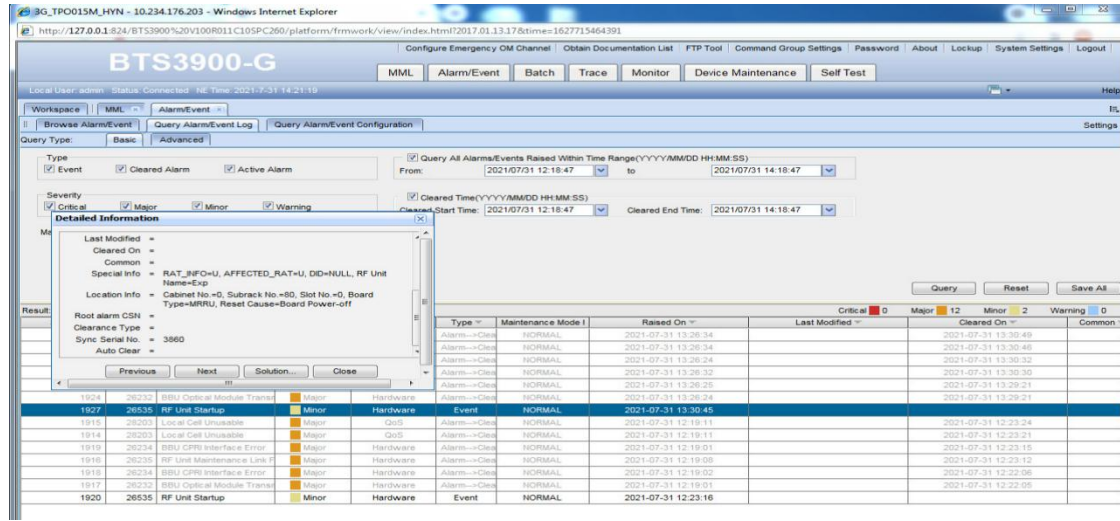 3G_TPO015M_HYN - 10.234.176.203 - Windows Internet Explorer
http://127.0.0.1:824/BTS3900%20V100R011C10SPC260/platform/frmwork/view/index.html?2017.01.13.17&time=1627715464391
Configure Emergency OM Channel Obtain Documentation List FTP Tool Command Group Settings Password About Lockup System Settings Logout
BTS3900-G
MML Alarm/Event Batch Trace Monitor Device Maintenance Self Test
Local User: admin Status: Connected NE Time: 2021-7-31 14:21:19 Help
Workspace MML Alarm/Event
Browse Alarm/Event Query Alarm/Event Log Query Alarm/Event Configuration Settings
Query Type: Basic Advanced
Type Query All Alarms/Events Raised Within Time Range(YYYY/MM/DD HH:MM:SS)
Event Cleared Alarm Active Alarm From: 2021/07/31 12:18:47 to 2021/07/31 14:18:47
Severity Cleared Time(YYYY/MM/DD HH:MM:SS)
Critical Major Minor Warning Cleared Start Time: 2021/07/31 12:18:47 Cleared End Time: 2021/07/31 14:18:47
Detailed Information
Last Modified =
Cleared On =
Common =
Special Info = RAT_INFO=U, AFFECTED_RAT=U, DID=NULL, RF Unit
Name=Exp
Location Info = Cabinet No.=0, Subrack No.=80, Slot No.=0, Board
Type=MRRU, Reset Cause=Board Power-off
Root alarm CSN =
Clearance Type =
Sync Serial No. = 3860
Auto Clear =
Previous Next Solution... Close
Query Reset Save All
Result: Critical 0 Major 12 Minor 2 Warning 0
Type Maintenance Mode I Raised On Last Modified Cleared On Common
Alarm-->Clea NORMAL 2021-07-31 13:26:34 2021-07-31 13:30:49
Alarm-->Clea NORMAL 2021-07-31 13:26:34 2021-07-31 13:30:46
Alarm-->Clea NORMAL 2021-07-31 13:26:24 2021-07-31 13:30:32
Alarm-->Clea NORMAL 2021-07-31 13:26:32 2021-07-31 13:30:30
Alarm-->Clea NORMAL 2021-07-31 13:26:25 2021-07-31 13:29:21
1924 26232 BBU Optical Module Transr Major Hardware Alarm-->Clea NORMAL 2021-07-31 13:26:24 2021-07-31 13:29:21
1927 26535 RF Unit Startup Minor Hardware Event NORMAL 2021-07-31 13:30:45
1915 28203 Local Cell Unusable Major QoS Alarm-->Clea NORMAL 2021-07-31 12:19:11 2021-07-31 12:23:24
1914 28203 Local Cell Unusable Major QoS Alarm-->Clea NORMAL 2021-07-31 12:19:11 2021-07-31 12:23:21
1919 26234 BBU CPRI Interface Error Major Hardware Alarm-->Clea NORMAL 2021-07-31 12:19:01 2021-07-31 12:23:15
1916 26235 RF Unit Maintenance Link F Major Hardware Alarm-->Clea NORMAL 2021-07-31 12:19:08 2021-07-31 12:23:12
1918 26234 BBU CPRI Interface Error Major Hardware Alarm-->Clea NORMAL 2021-07-31 12:19:02 2021-07-31 12:22:06
1917 26232 BBU Optical Module Transr Major Hardware Alarm-->Clea NORMAL 2021-07-31 12:19:01 2021-07-31 12:22:05
1920 26535 RF Unit Startup Minor Hardware Event NORMAL 2021-07-31 12:23:16